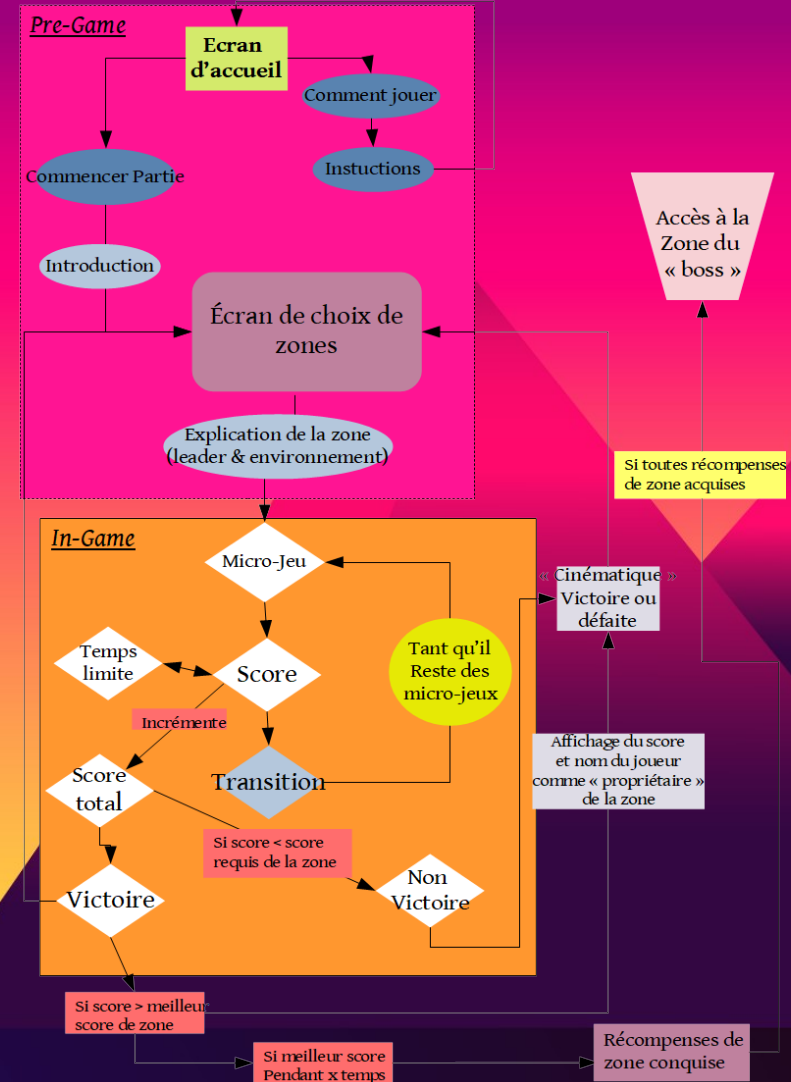 Pre-Game
Ecran
d'accueil
Comment jouer
Instuctions
Commencer Partie
Introduction
Écran de choix de
zones
Explication de la zone
(leader & environnement)
Accès à la
Zone du
« boss »
Si toutes récompenses
de zone acquises
In-Game
Micro-Jeu
Temps
limite
Score
Tant qu'il
Reste des
micro-jeux
« Cinématique »
Victoire ou
défaite
Incrémente
Transition
Score
total
Affichage du score
et nom du joueur
comme « propriétaire »
de la zone
Si score < score
requis de la zone
Victoire
Non
Victoire
Si score > meilleur
score de zone
Si meilleur score
Pendant x temps
Récompenses de
zone conquise